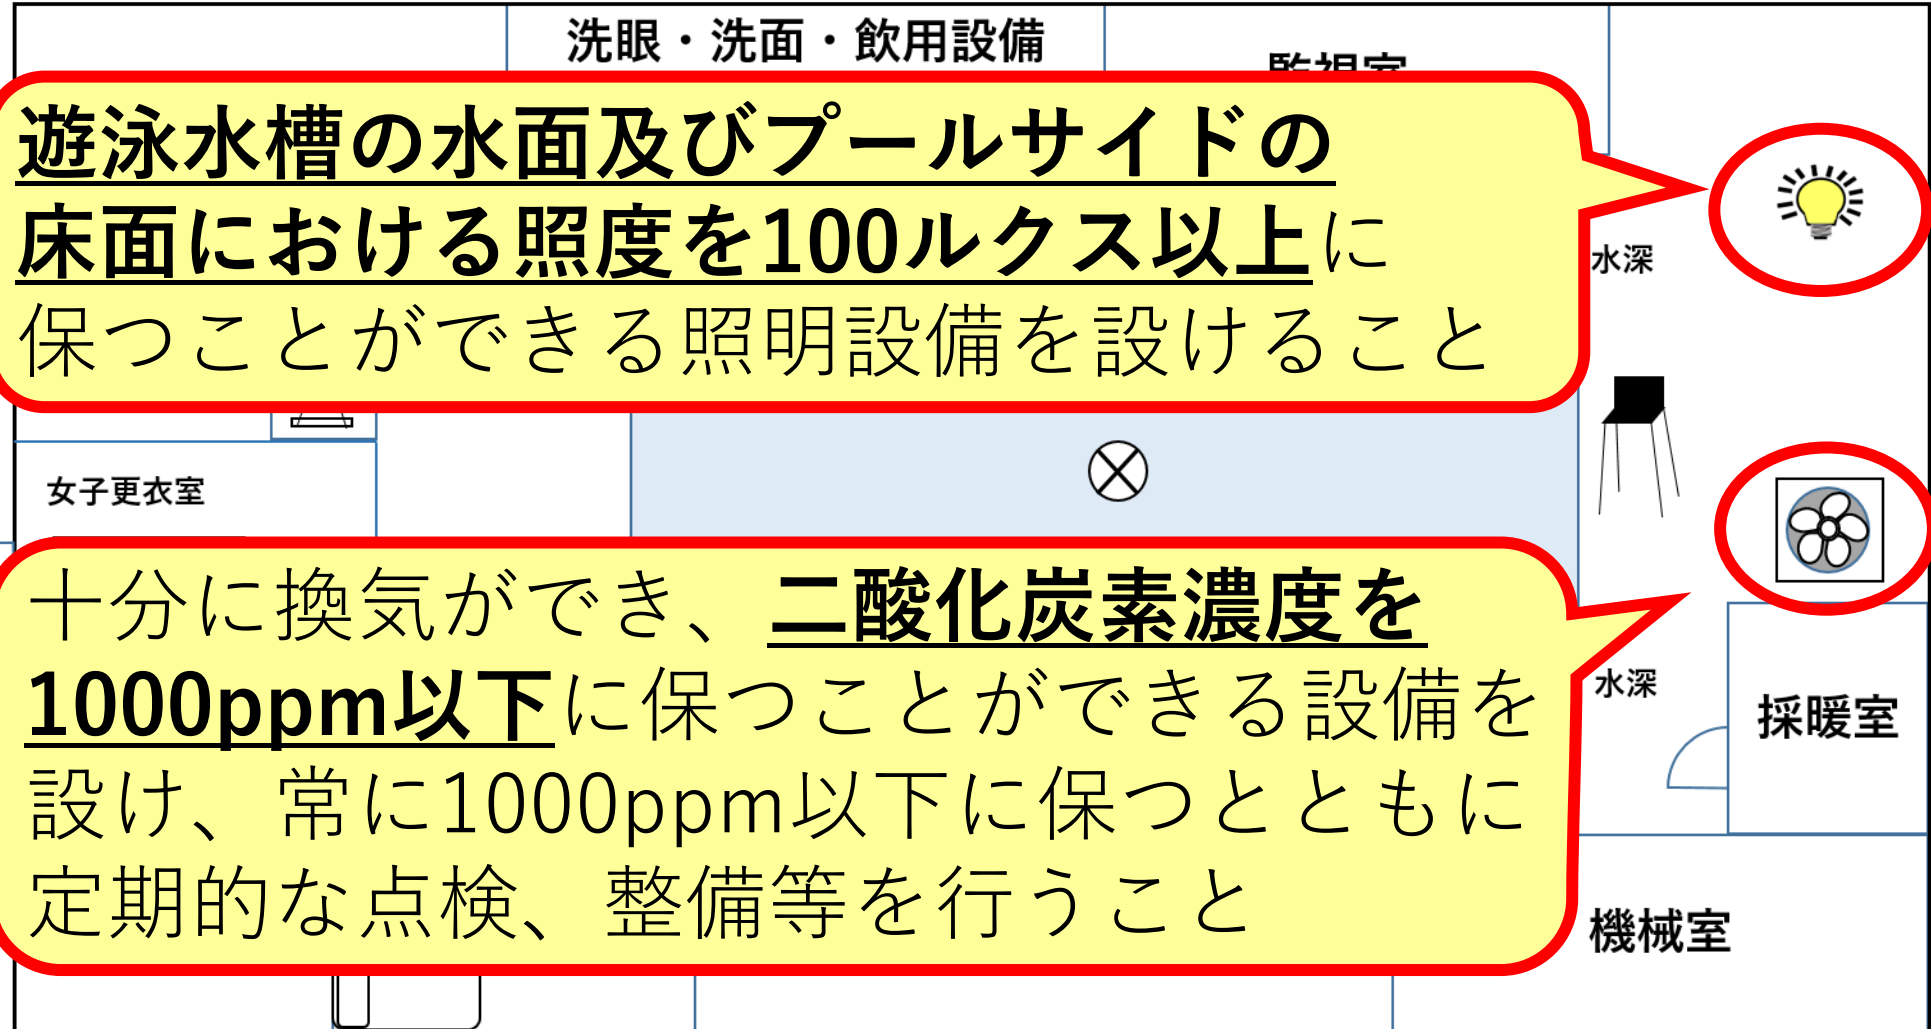 洗眼・洗面・飲用設備
監視室
遊泳水槽の水面及びプールサイドの
床面における照度を100ルクス以上に
保つことができる照明設備を設けること
水深
女子更衣室
十分に換気ができ、二酸化炭素濃度を
1000ppm以下に保つことができる設備を
設け、常に1000ppm以下に保つとともに
定期的な点検、整備等を行うこと
水深
採暖室
機械室